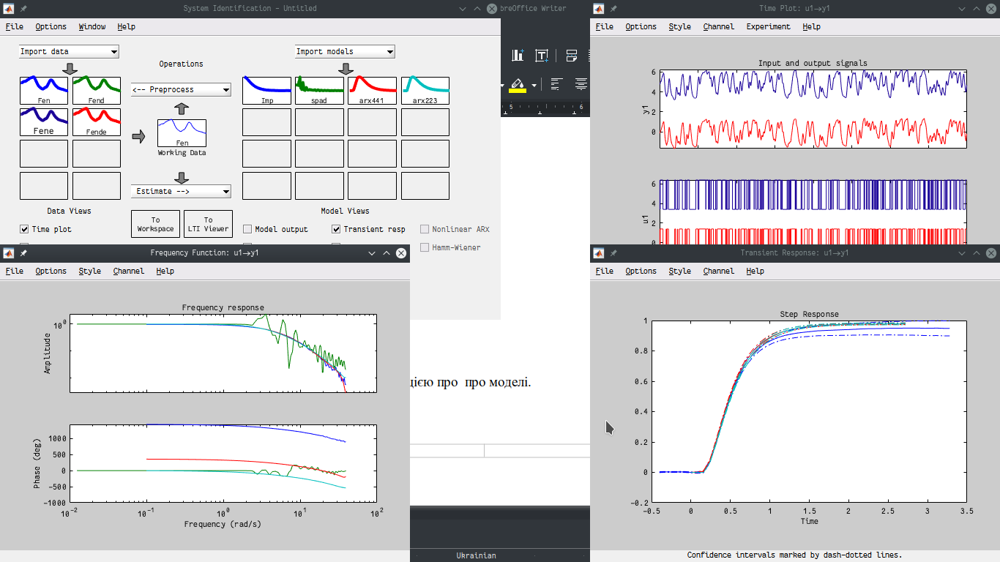 System Identification - Untitled
File Options Window Help
Import data
Import models
Operations
<-- Preprocess
Fen
Fend
Fene
Fende
Fen
Working Data
Imp
spad
arx441
arx223
Estimate -->
Data Views
To Workspace
To LTI Viewer
Model Views
Time plot
Model output
Transient resp
Nonlinear ARX
Hamm-Wiener
breOffice Writer
5 6
Time Plot: u1->y1
File Options Style Channel Experiment Help
Input and output signals
y1
6
4
2
0
u1
6
4
2
0
Frequency Function: u1->y1
File Options Style Channel Help
Frequency response
Amplitude
10^0
Phase (deg)
1000
500
0
-500
-1000
10^-2 10^-1 10^0 10^1 10^2
Frequency (rad/s)
цією про про моделі.
Ukrainian
Transient Response: u1->y1
File Options Style Channel Help
Step Response
1
0.8
0.6
0.4
0.2
0
-0.2
-0.5 0 0.5 1 1.5 2 2.5 3 3.5
Time
Confidence intervals marked by dash-dotted lines.